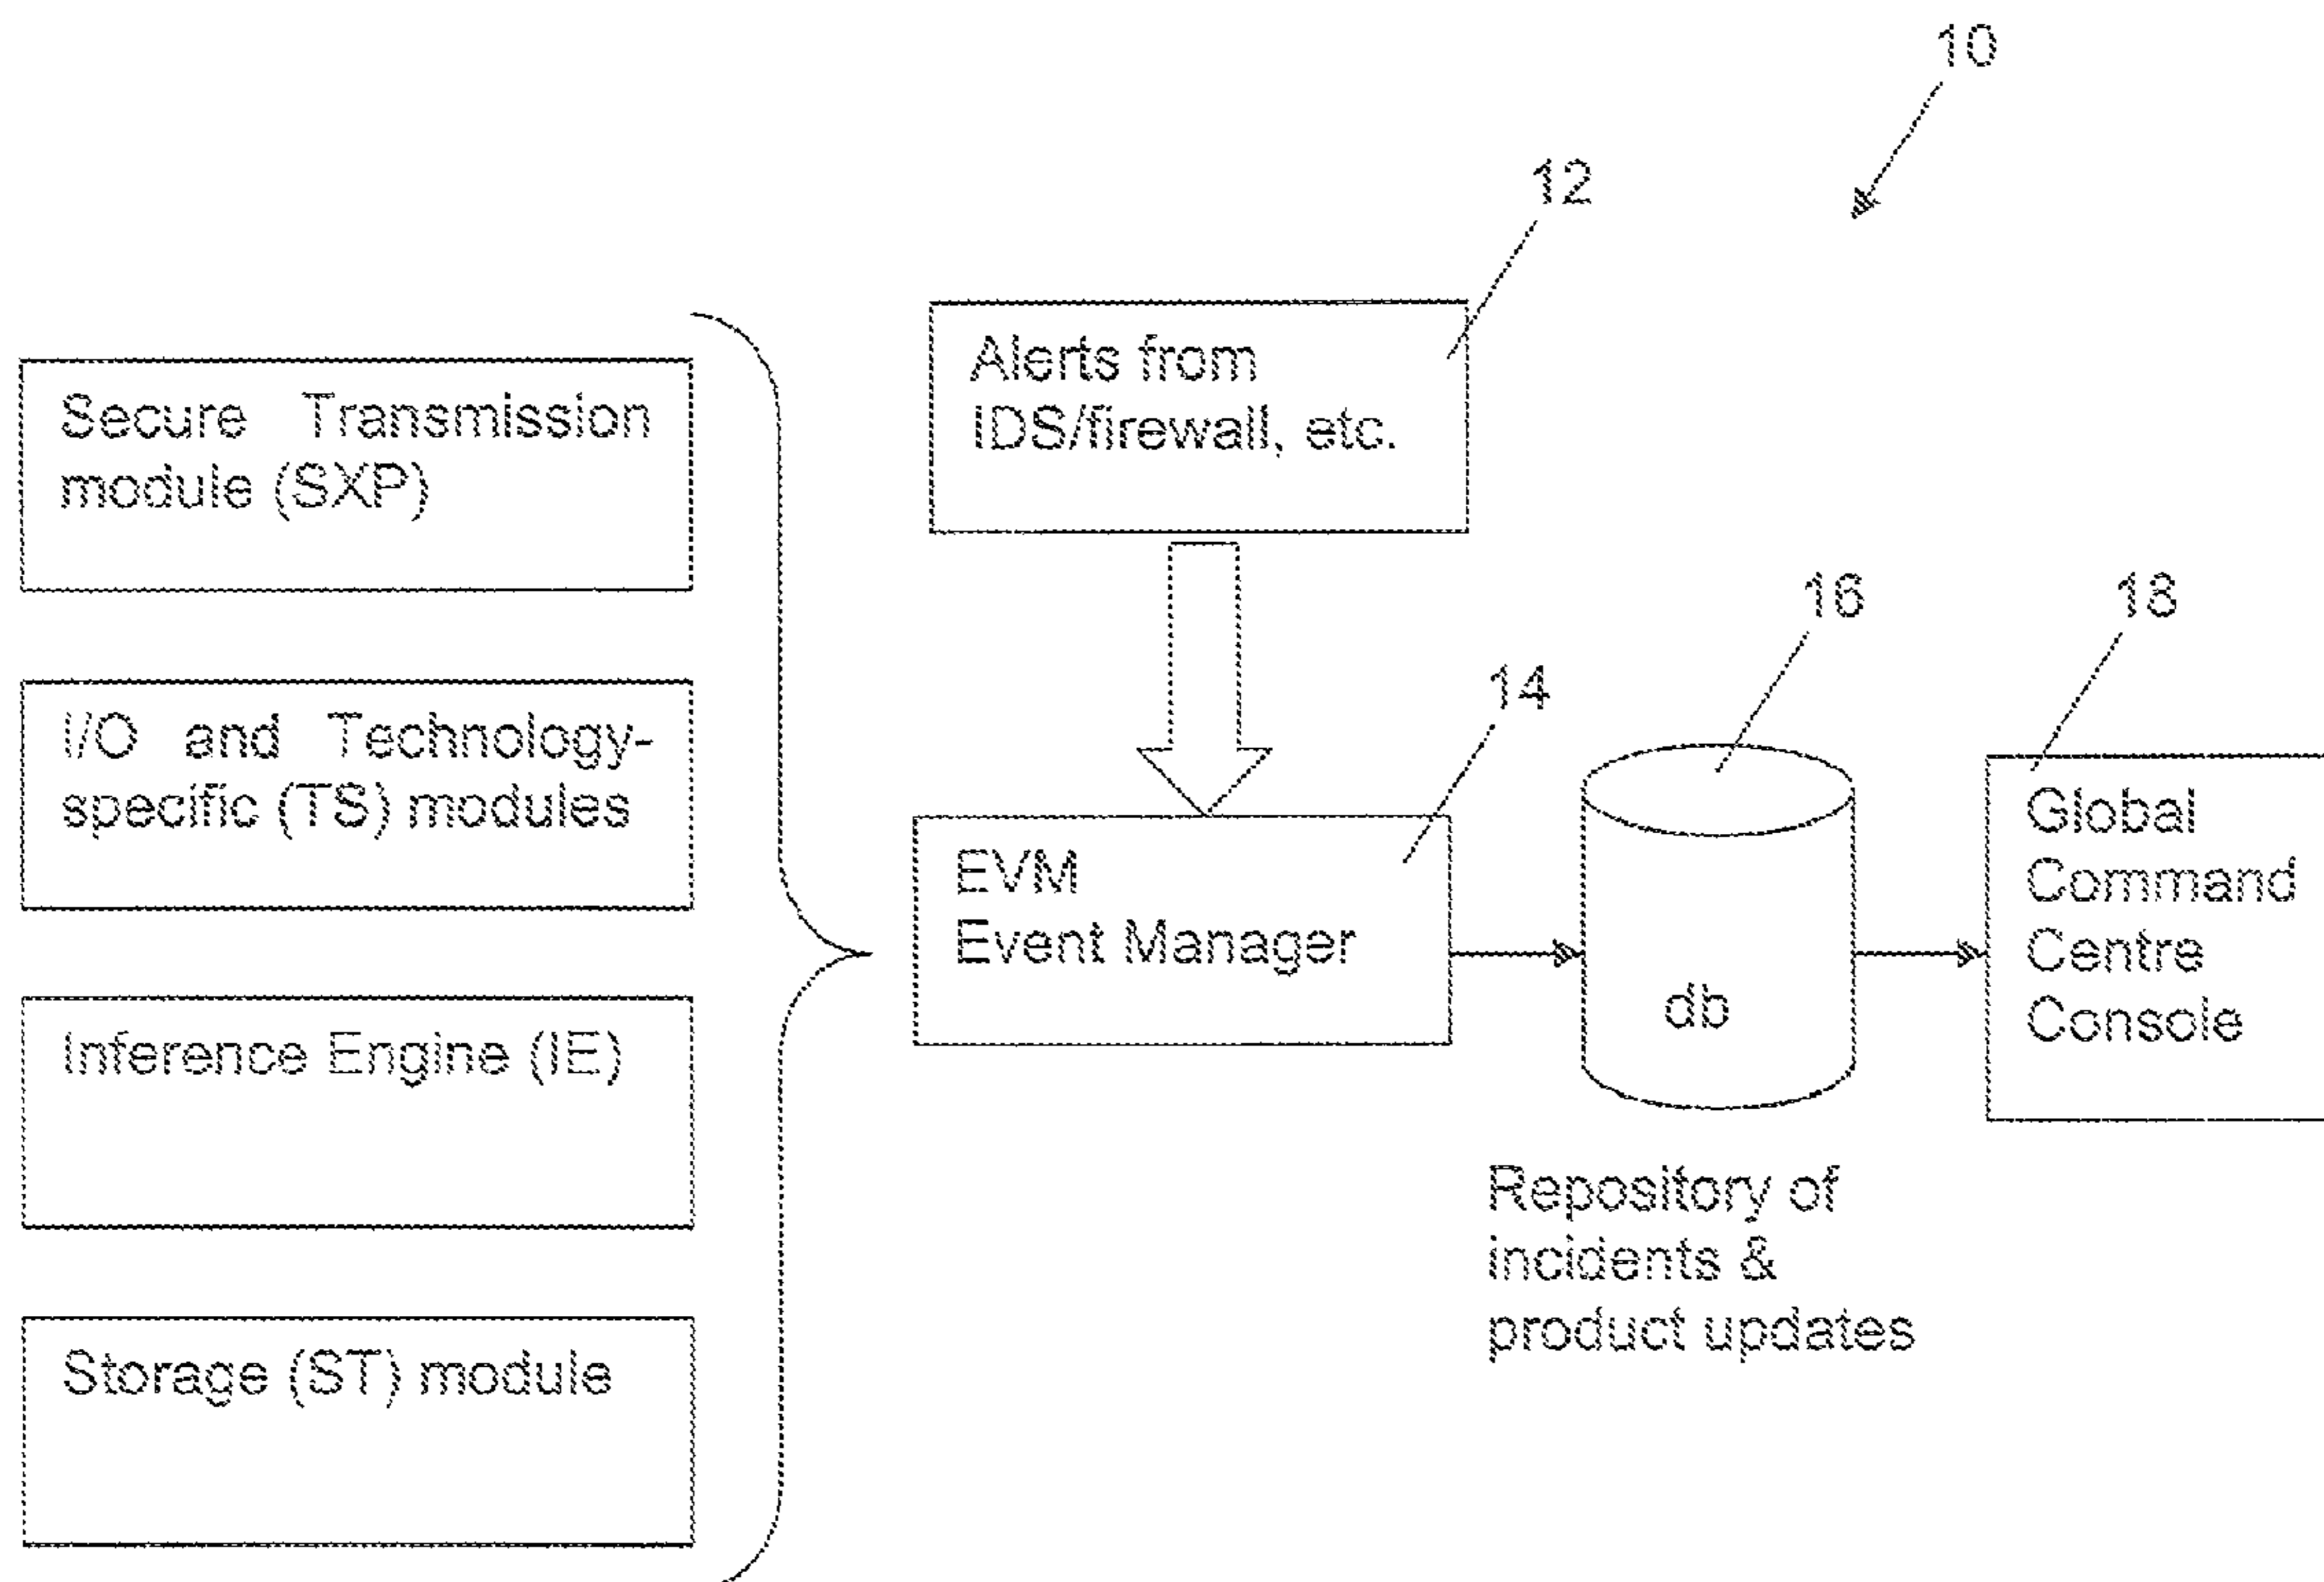 10
12
Alerts from
IDS/firewall, etc.
Secure Transmission
module (SXP)
16
18
14
I/O and Technology-
specific (TS) modules
EVM
Event Manager
db
Global
Command
Centre
Console
Inference Engine (IE)
Repository of
incidents &
product updates
Storage (ST) module